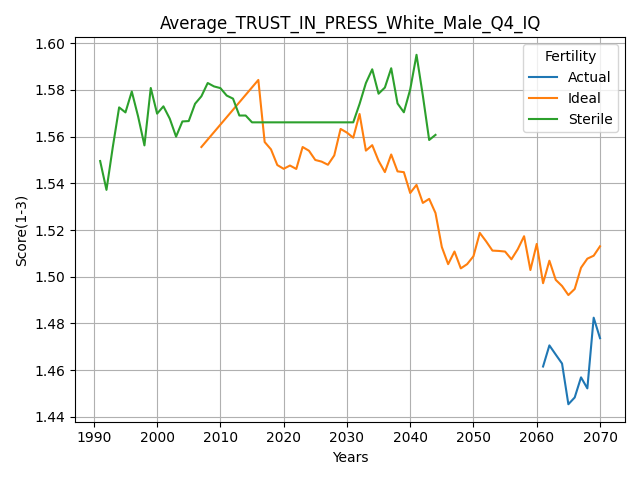 Average_TRUST_IN_PRESS_White_Male_Q4_IQ
Fertility
Actual
Ideal
Sterile
Score(1-3)
1.60
1.58
1.56
1.54
1.52
1.50
1.48
1.46
1.44
1990 2000 2010 2020 2030 2040 2050 2060 2070
Years